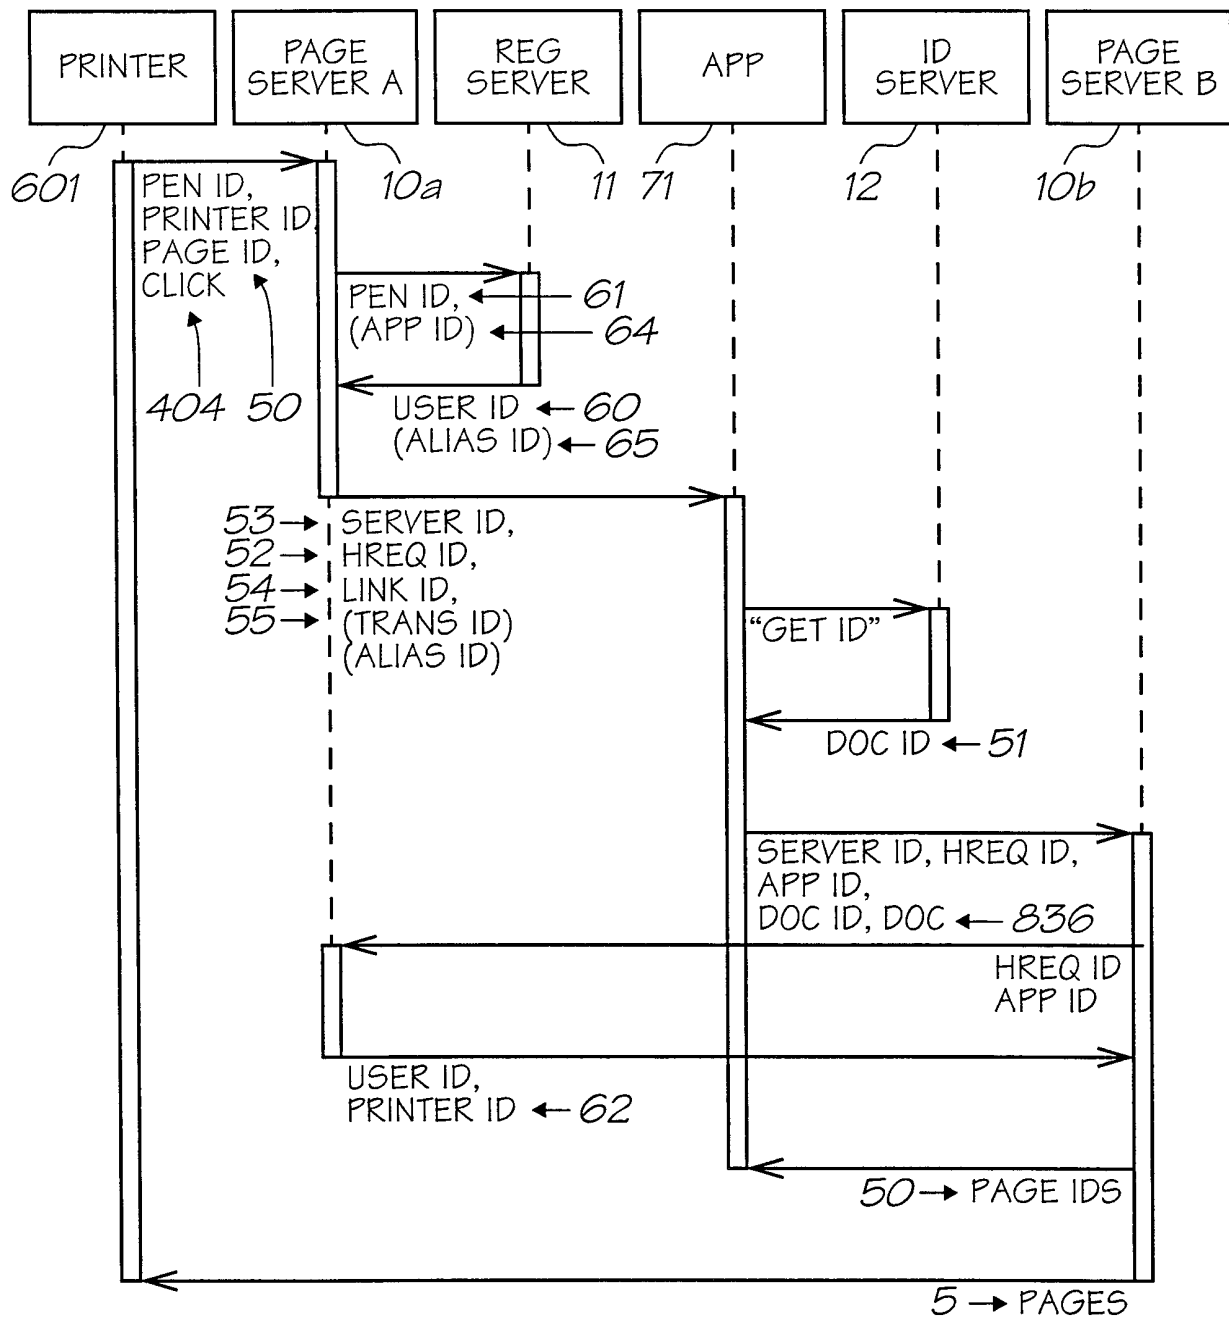 PRINTER
PAGE
SERVER A
REG
SERVER
APP
ID
SERVER
PAGE
SERVER B
601
10a
11
71
12
10b
PEN ID,
PRINTER ID
PAGE ID,
CLICK
404
50
PEN ID,
61
(APP ID)
64
USER ID
60
(ALIAS ID)
65
53
SERVER ID,
52
HREQ ID,
54
LINK ID,
55
(TRANS ID)
(ALIAS ID)
"GET ID"
DOC ID
51
SERVER ID, HREQ ID,
APP ID,
DOC ID, DOC
836
HREQ ID
APP ID
USER ID,
PRINTER ID
62
50
PAGE IDS
5
PAGES